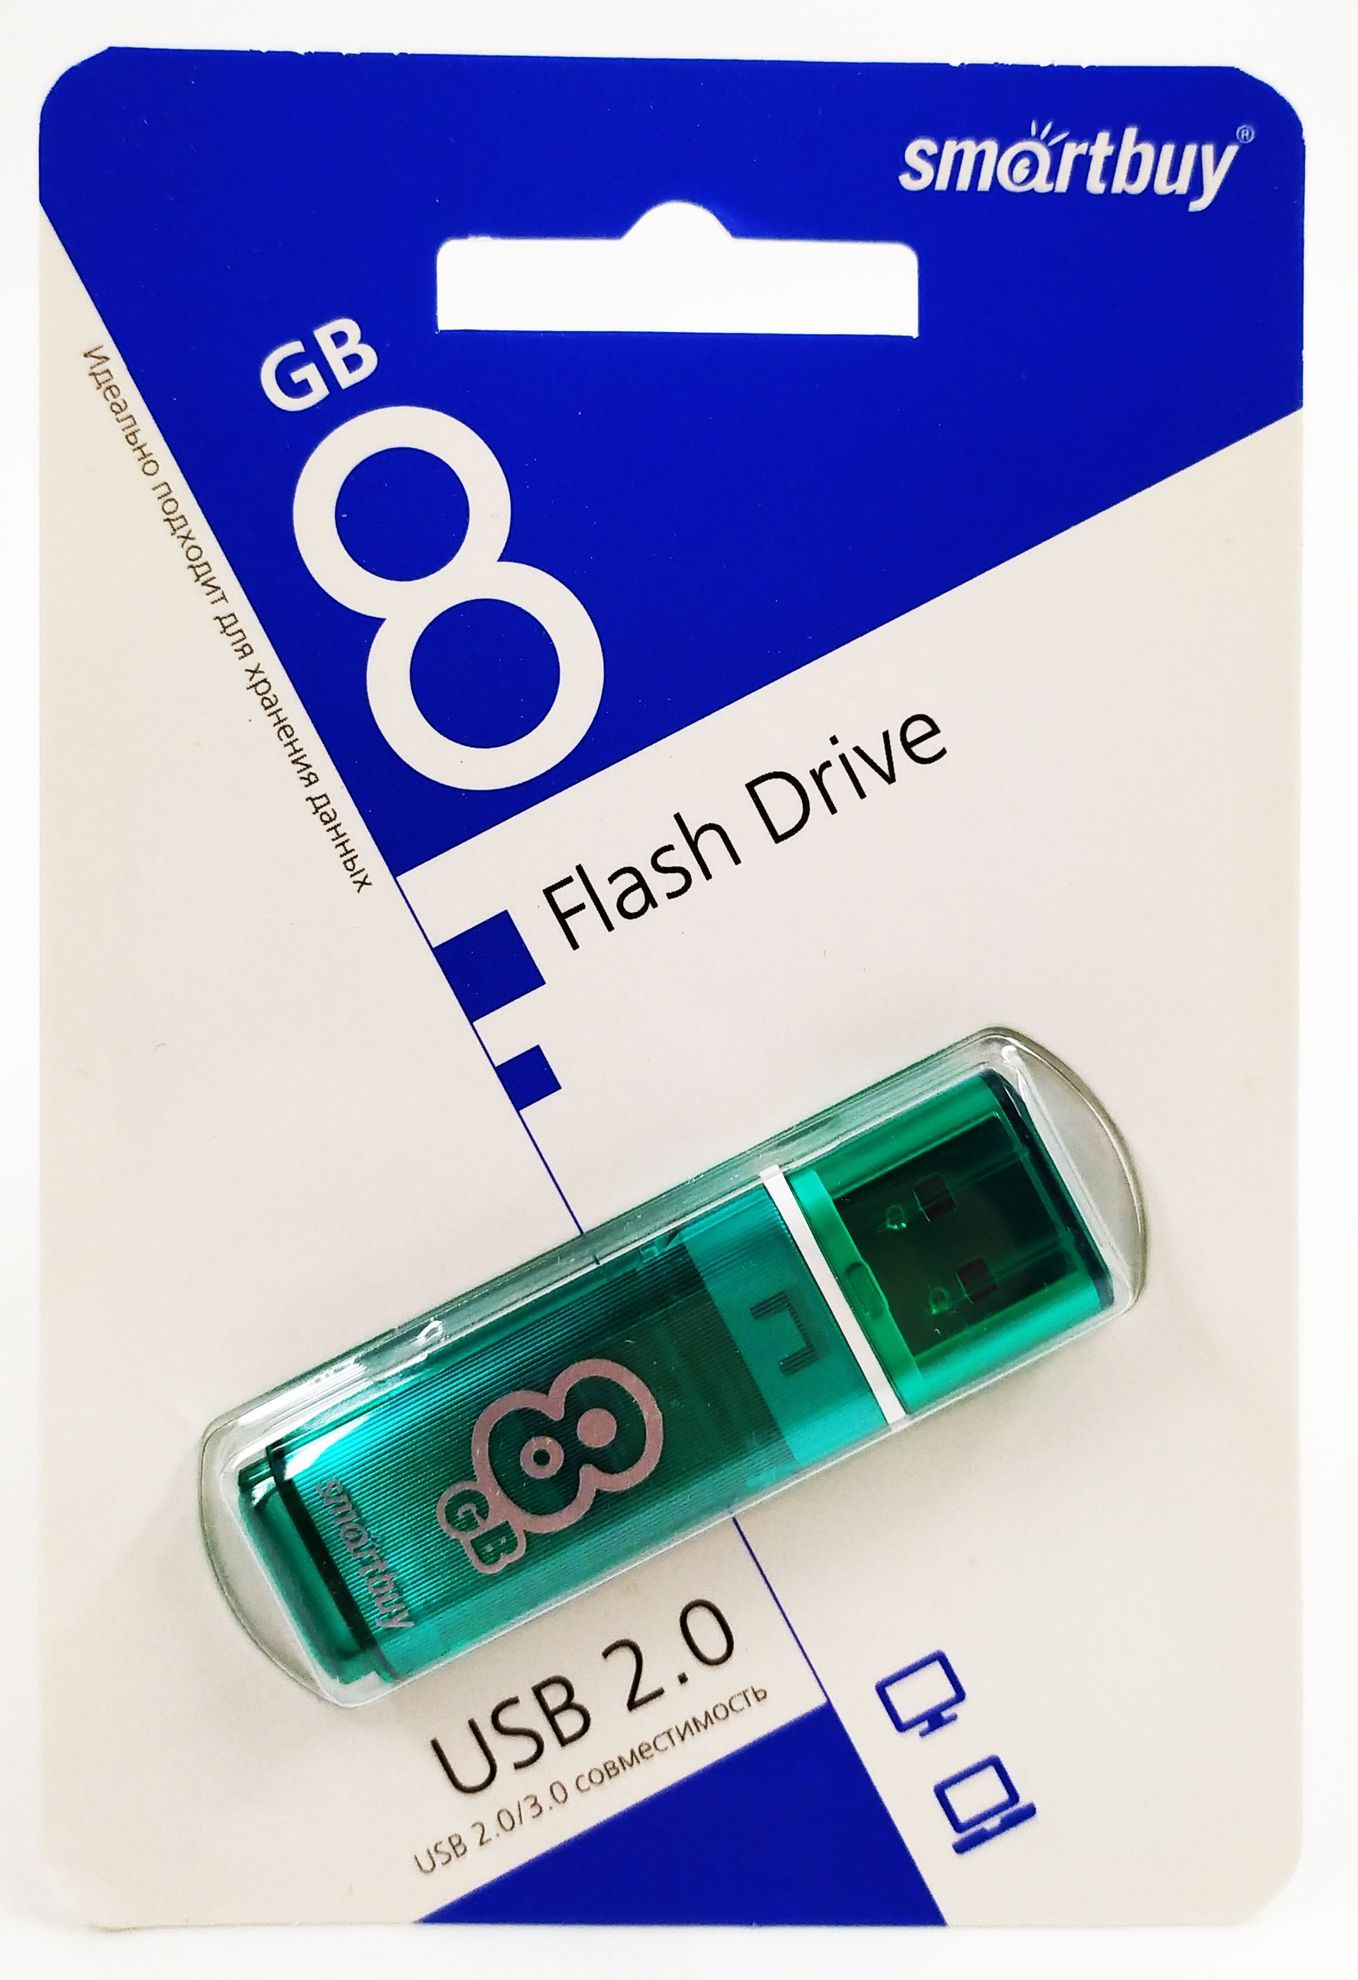 smartbuy®
GB
8
Идеально подходит для хранения данных
Flash Drive
8
GB
smartbuy
USB 2.0
USB 2.0/3.0 совместимость